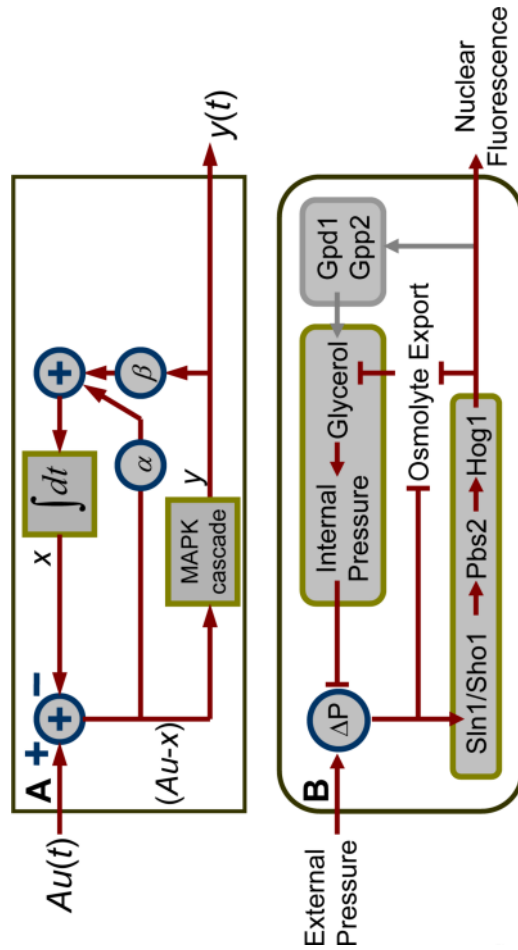 A
Au(t)
+
−
+
x
∫dt
+
α
β
(Au-x)
MAPK
cascade
y
y(t)
B
External
Pressure
ΔP
Internal
Pressure
Glycerol
Gpd1
Gpp2
Osmolyte Export
Sln1/Sho1
Pbs2
Hog1
Nuclear
Fluorescence